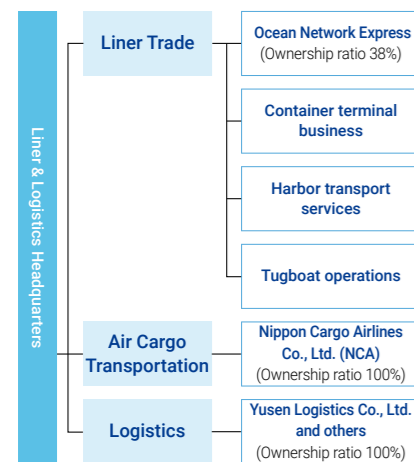 Liner & Logistics Headquarters
Liner Trade
Ocean Network Express
(Ownership ratio 38%)
Container terminal
business
Harbor transport
services
Tugboat operations
Air Cargo
Transportation
Nippon Cargo Airlines
Co., Ltd. (NCA)
(Ownership ratio 100%)
Logistics
Yusen Logistics Co., Ltd.
and others
(Ownership ratio 100%)